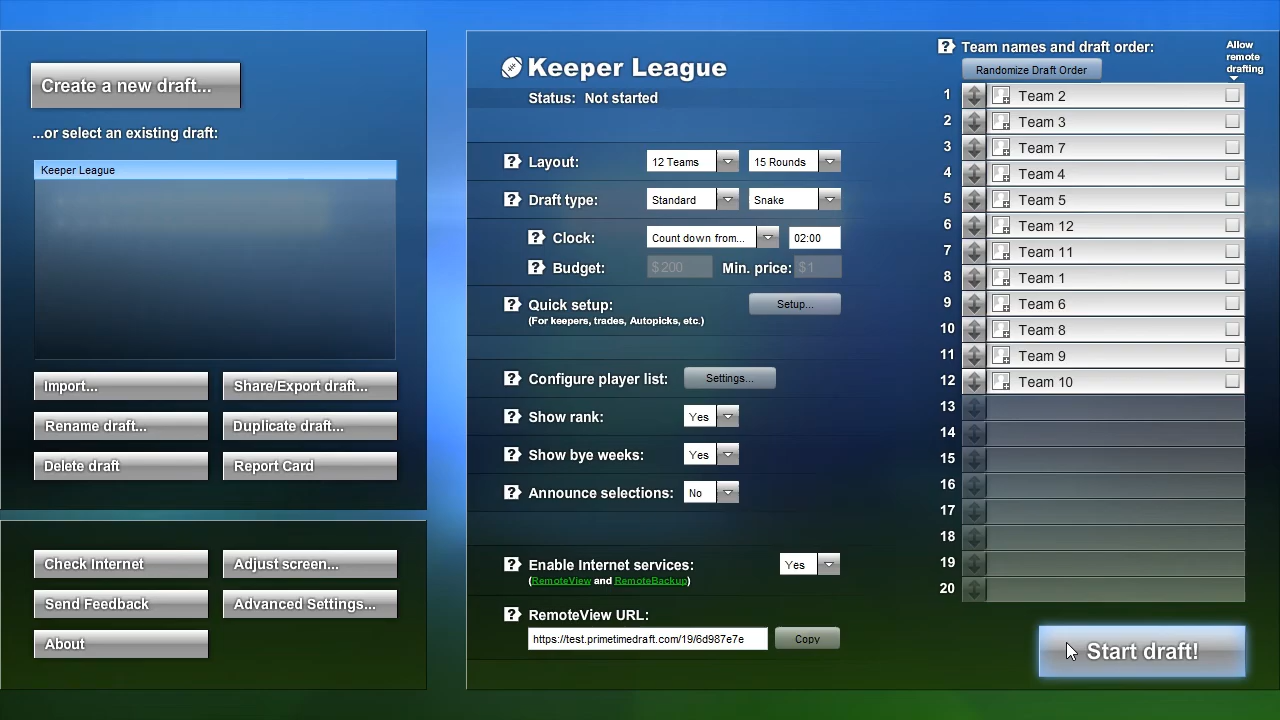 Create a new draft...
...or select an existing draft:
Keeper League
Import...
Share/Export draft...
Rename draft...
Duplicate draft...
Delete draft
Report Card
Check Internet
Adjust screen...
Send Feedback
Advanced Settings...
About
Keeper League
Status: Not started
? Layout: 12 Teams 15 Rounds
? Draft type: Standard Snake
? Clock: Count down from... 02:00
? Budget: $200 Min. price: $1
? Quick setup: Setup...
(For keepers, trades, Autopicks, etc.)
? Configure player list: Settings...
? Show rank: Yes
? Show bye weeks: Yes
? Announce selections: No
? Enable Internet services: Yes
(RemoteView and RemoteBackup)
? RemoteView URL:
https://test.primetimedraft.com/19/6d987e7e Copy
? Team names and draft order:
Allow
remote
drafting
Randomize Draft Order
1 Team 2
2 Team 3
3 Team 7
4 Team 4
5 Team 5
6 Team 12
7 Team 11
8 Team 1
9 Team 6
10 Team 8
11 Team 9
12 Team 10
13
14
15
16
17
18
19
20
Start draft!